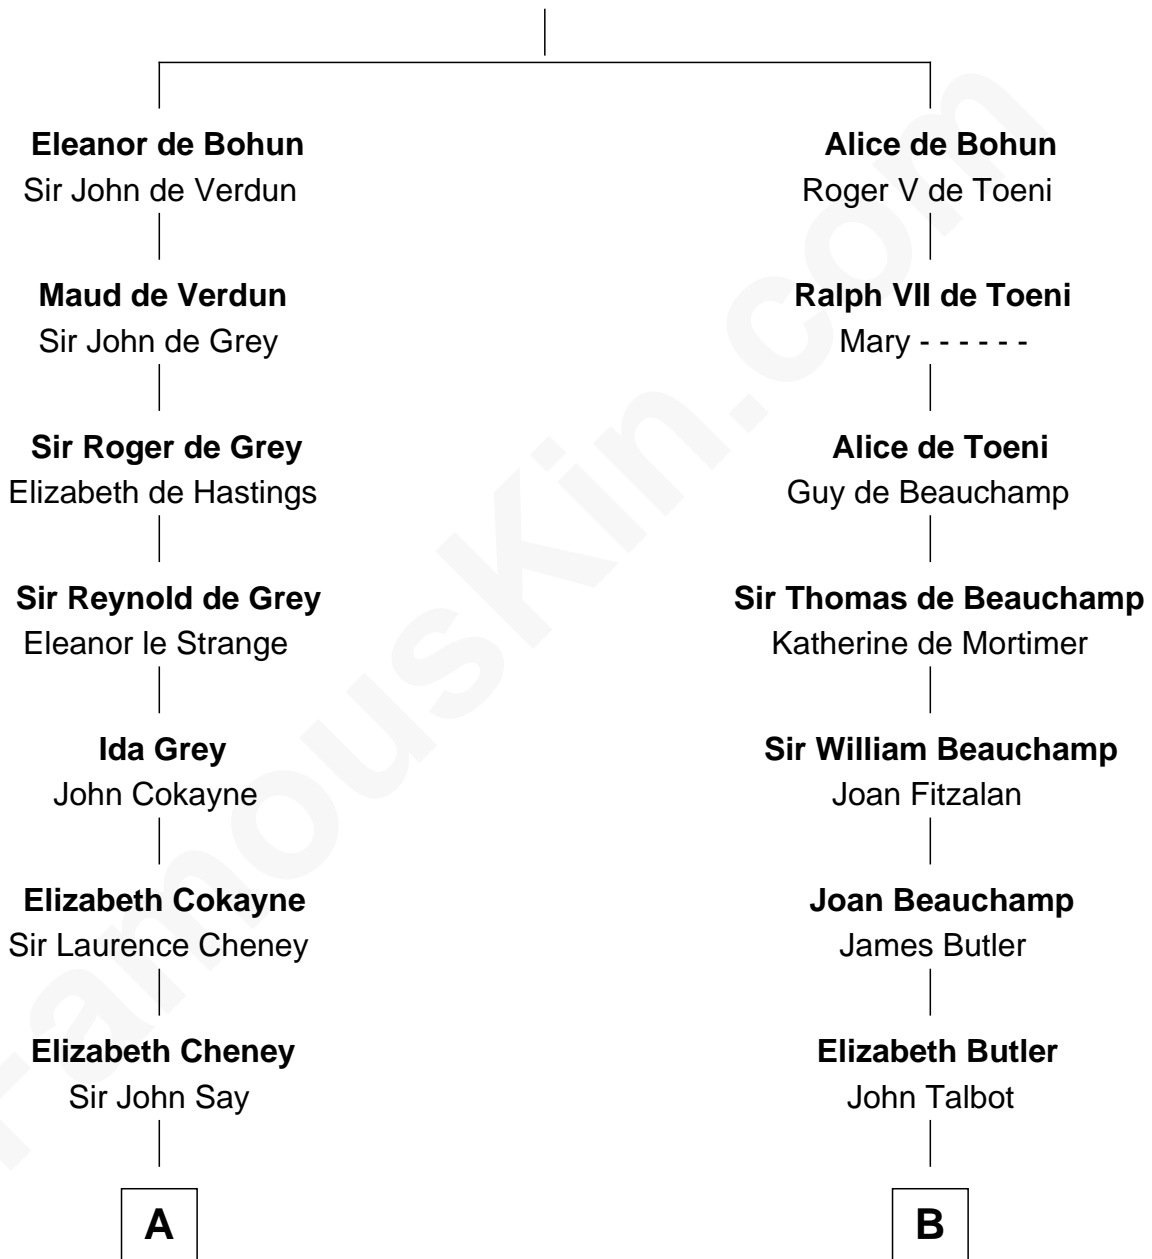 Eleanor de Bohun
Sir John de Verdun
Maud de Verdun
Sir John de Grey
Sir Roger de Grey
Elizabeth de Hastings
Sir Reynold de Grey
Eleanor le Strange
Ida Grey
John Cokayne
Elizabeth Cokayne
Sir Laurence Cheney
Elizabeth Cheney
Sir John Say
A
Alice de Bohun
Roger V de Toeni
Ralph VII de Toeni
Mary - - - - - -
Alice de Toeni
Guy de Beauchamp
Sir Thomas de Beauchamp
Katherine de Mortimer
Sir William Beauchamp
Joan Fitzalan
Joan Beauchamp
James Butler
Elizabeth Butler
John Talbot
B
FamousKin.com